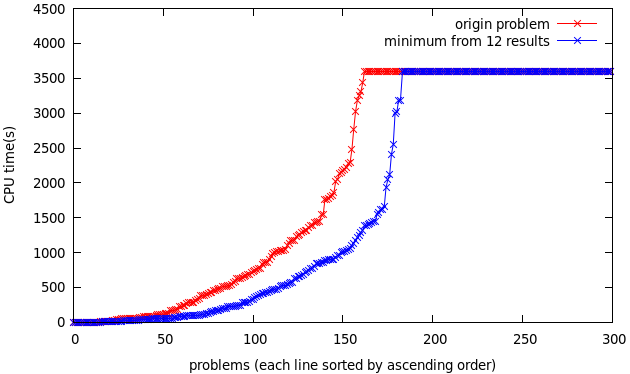 4500
4000
3500
3000
2500
2000
1500
1000
500
0
CPU time(s)
origin problem
minimum from 12 results
0 50 100 150 200 250 300
problems (each line sorted by ascending order)